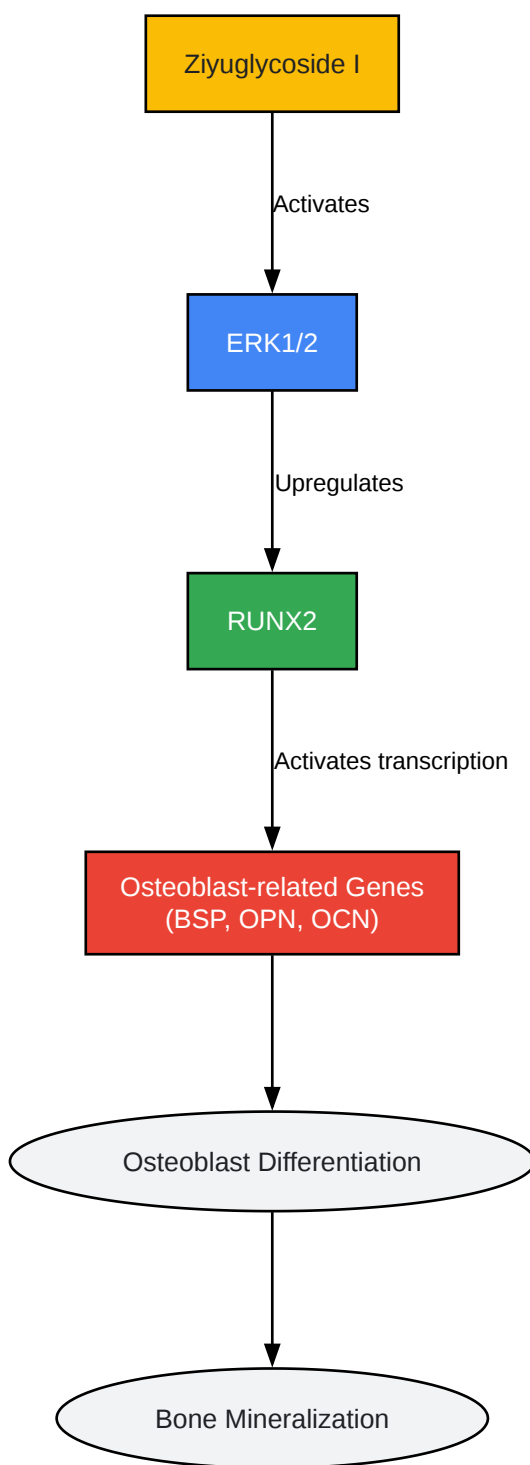 Ziyuglycoside I
Activates
ERK1/2
Upregulates
RUNX2
Activates transcription
Osteoblast-related Genes
(BSP, OPN, OCN)
Osteoblast Differentiation
Bone Mineralization